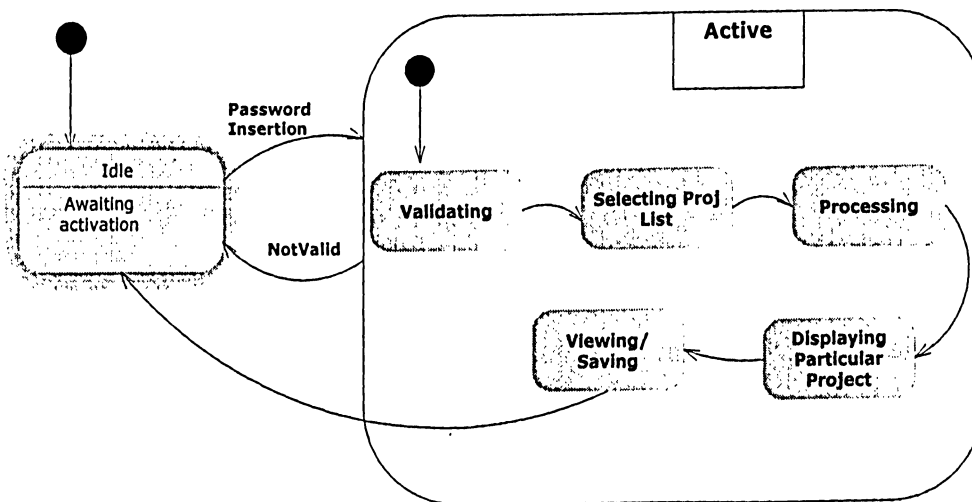 Active
Password
Insertion
Idle
Awaiting
activation
NotValid
Validating
Selecting Proj
List
Processing
Viewing/
Saving
Displaying
Particular
Project